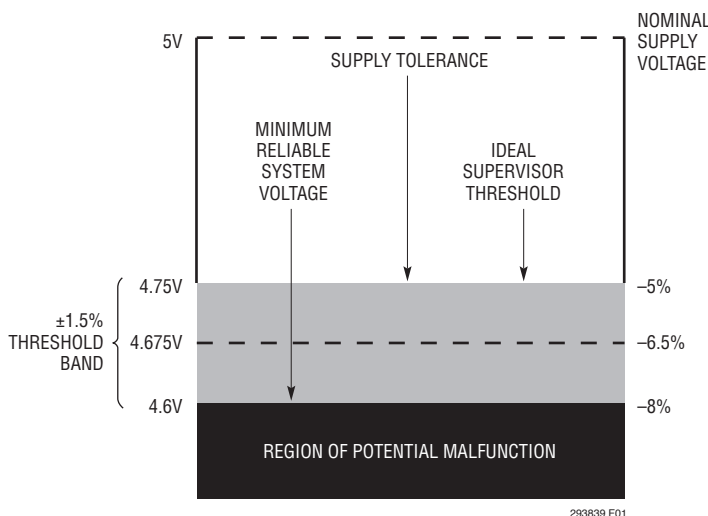 NOMINAL
SUPPLY
VOLTAGE
5V
SUPPLY TOLERANCE
MINIMUM
RELIABLE
SYSTEM
VOLTAGE
IDEAL
SUPERVISOR
THRESHOLD
4.75V
–5%
±1.5%
THRESHOLD
BAND
4.675V
–6.5%
4.6V
–8%
REGION OF POTENTIAL MALFUNCTION
293839 F01